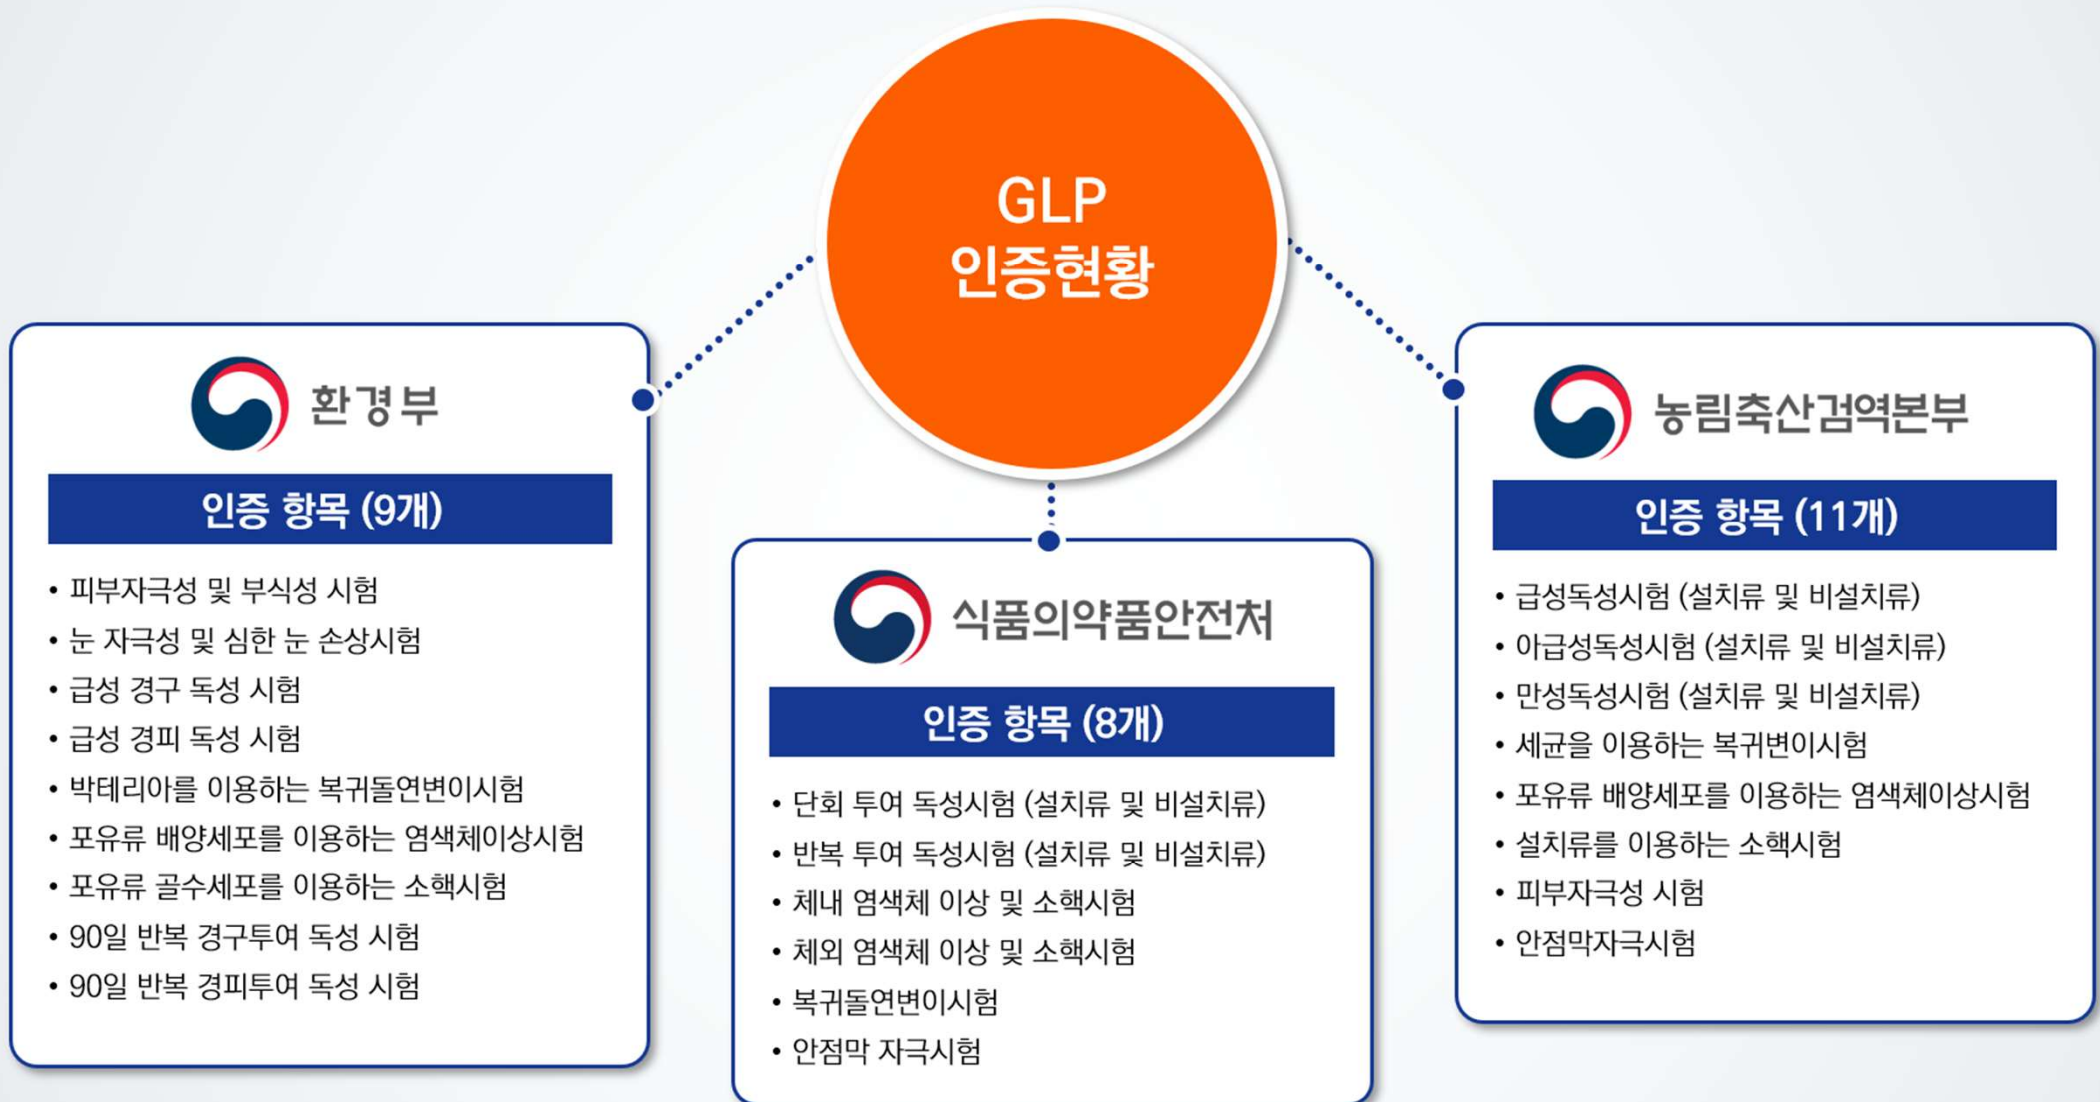 GLP
인증현황
환경부
인증 항목 (9개)
• 피부자극성 및 부식성 시험
• 눈 자극성 및 심한 눈 손상시험
• 급성 경구 독성 시험
• 급성 경피 독성 시험
• 박테리아를 이용하는 복귀돌연변이시험
• 포유류 배양세포를 이용하는 염색체이상시험
• 포유류 골수세포를 이용하는 소핵시험
• 90일 반복 경구투여 독성 시험
• 90일 반복 경피투여 독성 시험
식품의약품안전처
인증 항목 (8개)
• 단회 투여 독성시험 (설치류 및 비설치류)
• 반복 투여 독성시험 (설치류 및 비설치류)
• 체내 염색체 이상 및 소핵시험
• 체외 염색체 이상 및 소핵시험
• 복귀돌연변이시험
• 안점막 자극시험
농림축산검역본부
인증 항목 (11개)
• 급성독성시험 (설치류 및 비설치류)
• 아급성독성시험 (설치류 및 비설치류)
• 만성독성시험 (설치류 및 비설치류)
• 세균을 이용하는 복귀변이시험
• 포유류 배양세포를 이용하는 염색체이상시험
• 설치류를 이용하는 소핵시험
• 피부자극성 시험
• 안점막자극시험